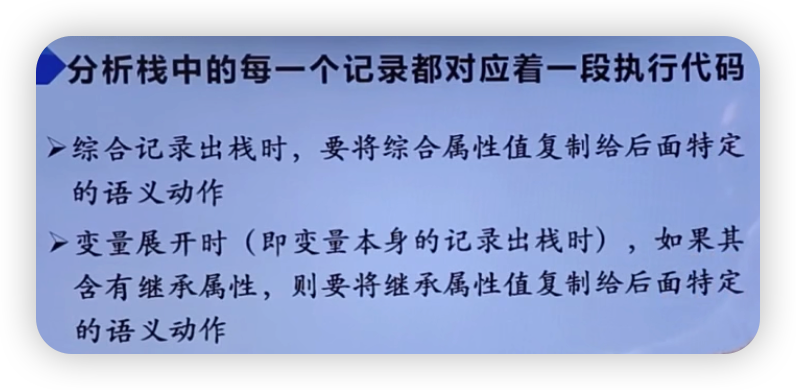 分析栈中的每一个记录都对应着一段执行代码
➢综合记录出栈时，要将综合属性值复制给后面特定
的语义动作
➢变量展开时（即变量本身的记录出栈时），如果其
含有继承属性，则要将继承属性值复制给后面特定
的语义动作